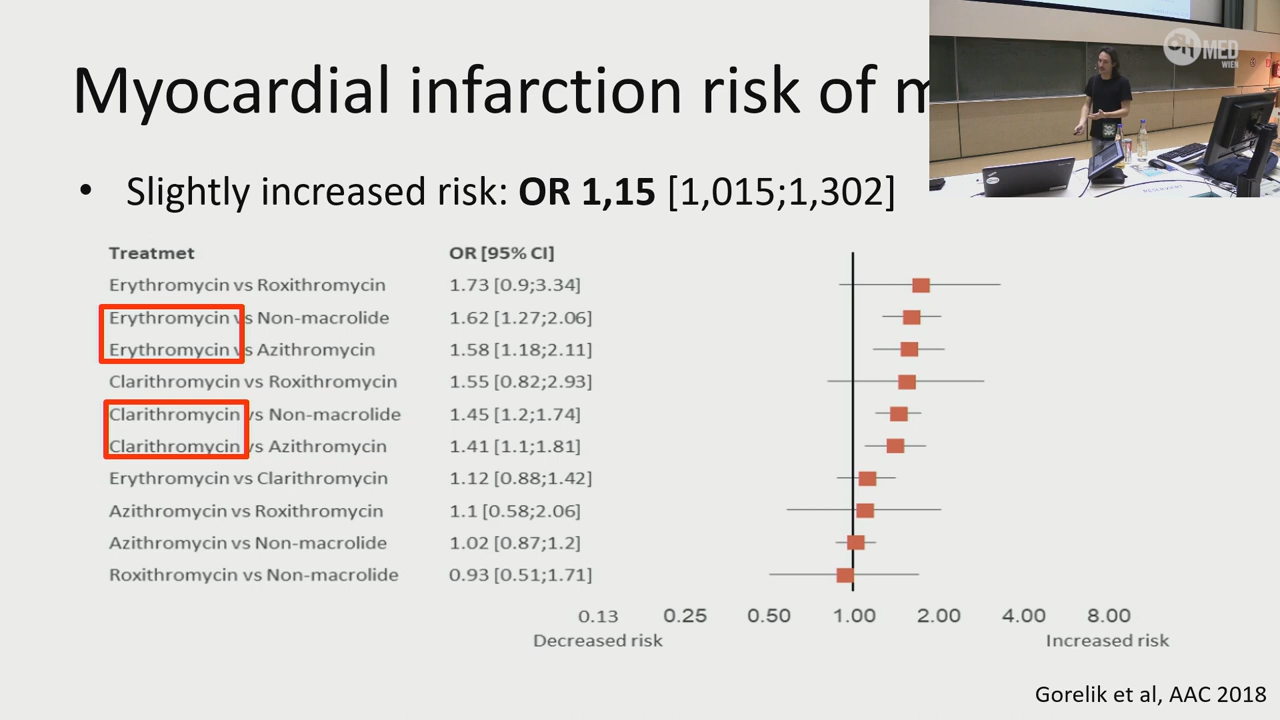 Myocardial infarction risk of m
• Slightly increased risk: OR 1,15 [1,015;1,302]
Treatmet OR [95% CI]
Erythromycin vs Roxithromycin 1.73 [0.9;3.34]
Erythromycin vs Non-macrolide 1.62 [1.27;2.06]
Erythromycin vs Azithromycin 1.58 [1.18;2.11]
Clarithromycin vs Roxithromycin 1.55 [0.82;2.93]
Clarithromycin vs Non-macrolide 1.45 [1.2;1.74]
Clarithromycin vs Azithromycin 1.41 [1.1;1.81]
Erythromycin vs Clarithromycin 1.12 [0.88;1.42]
Azithromycin vs Roxithromycin 1.1 [0.58;2.06]
Azithromycin vs Non-macrolide 1.02 [0.87;1.2]
Roxithromycin vs Non-macrolide 0.93 [0.51;1.71]
0.13 0.25 0.50 1.00 2.00 4.00 8.00
Decreased risk Increased risk
Gorelik et al, AAC 2018
MED
WIEN